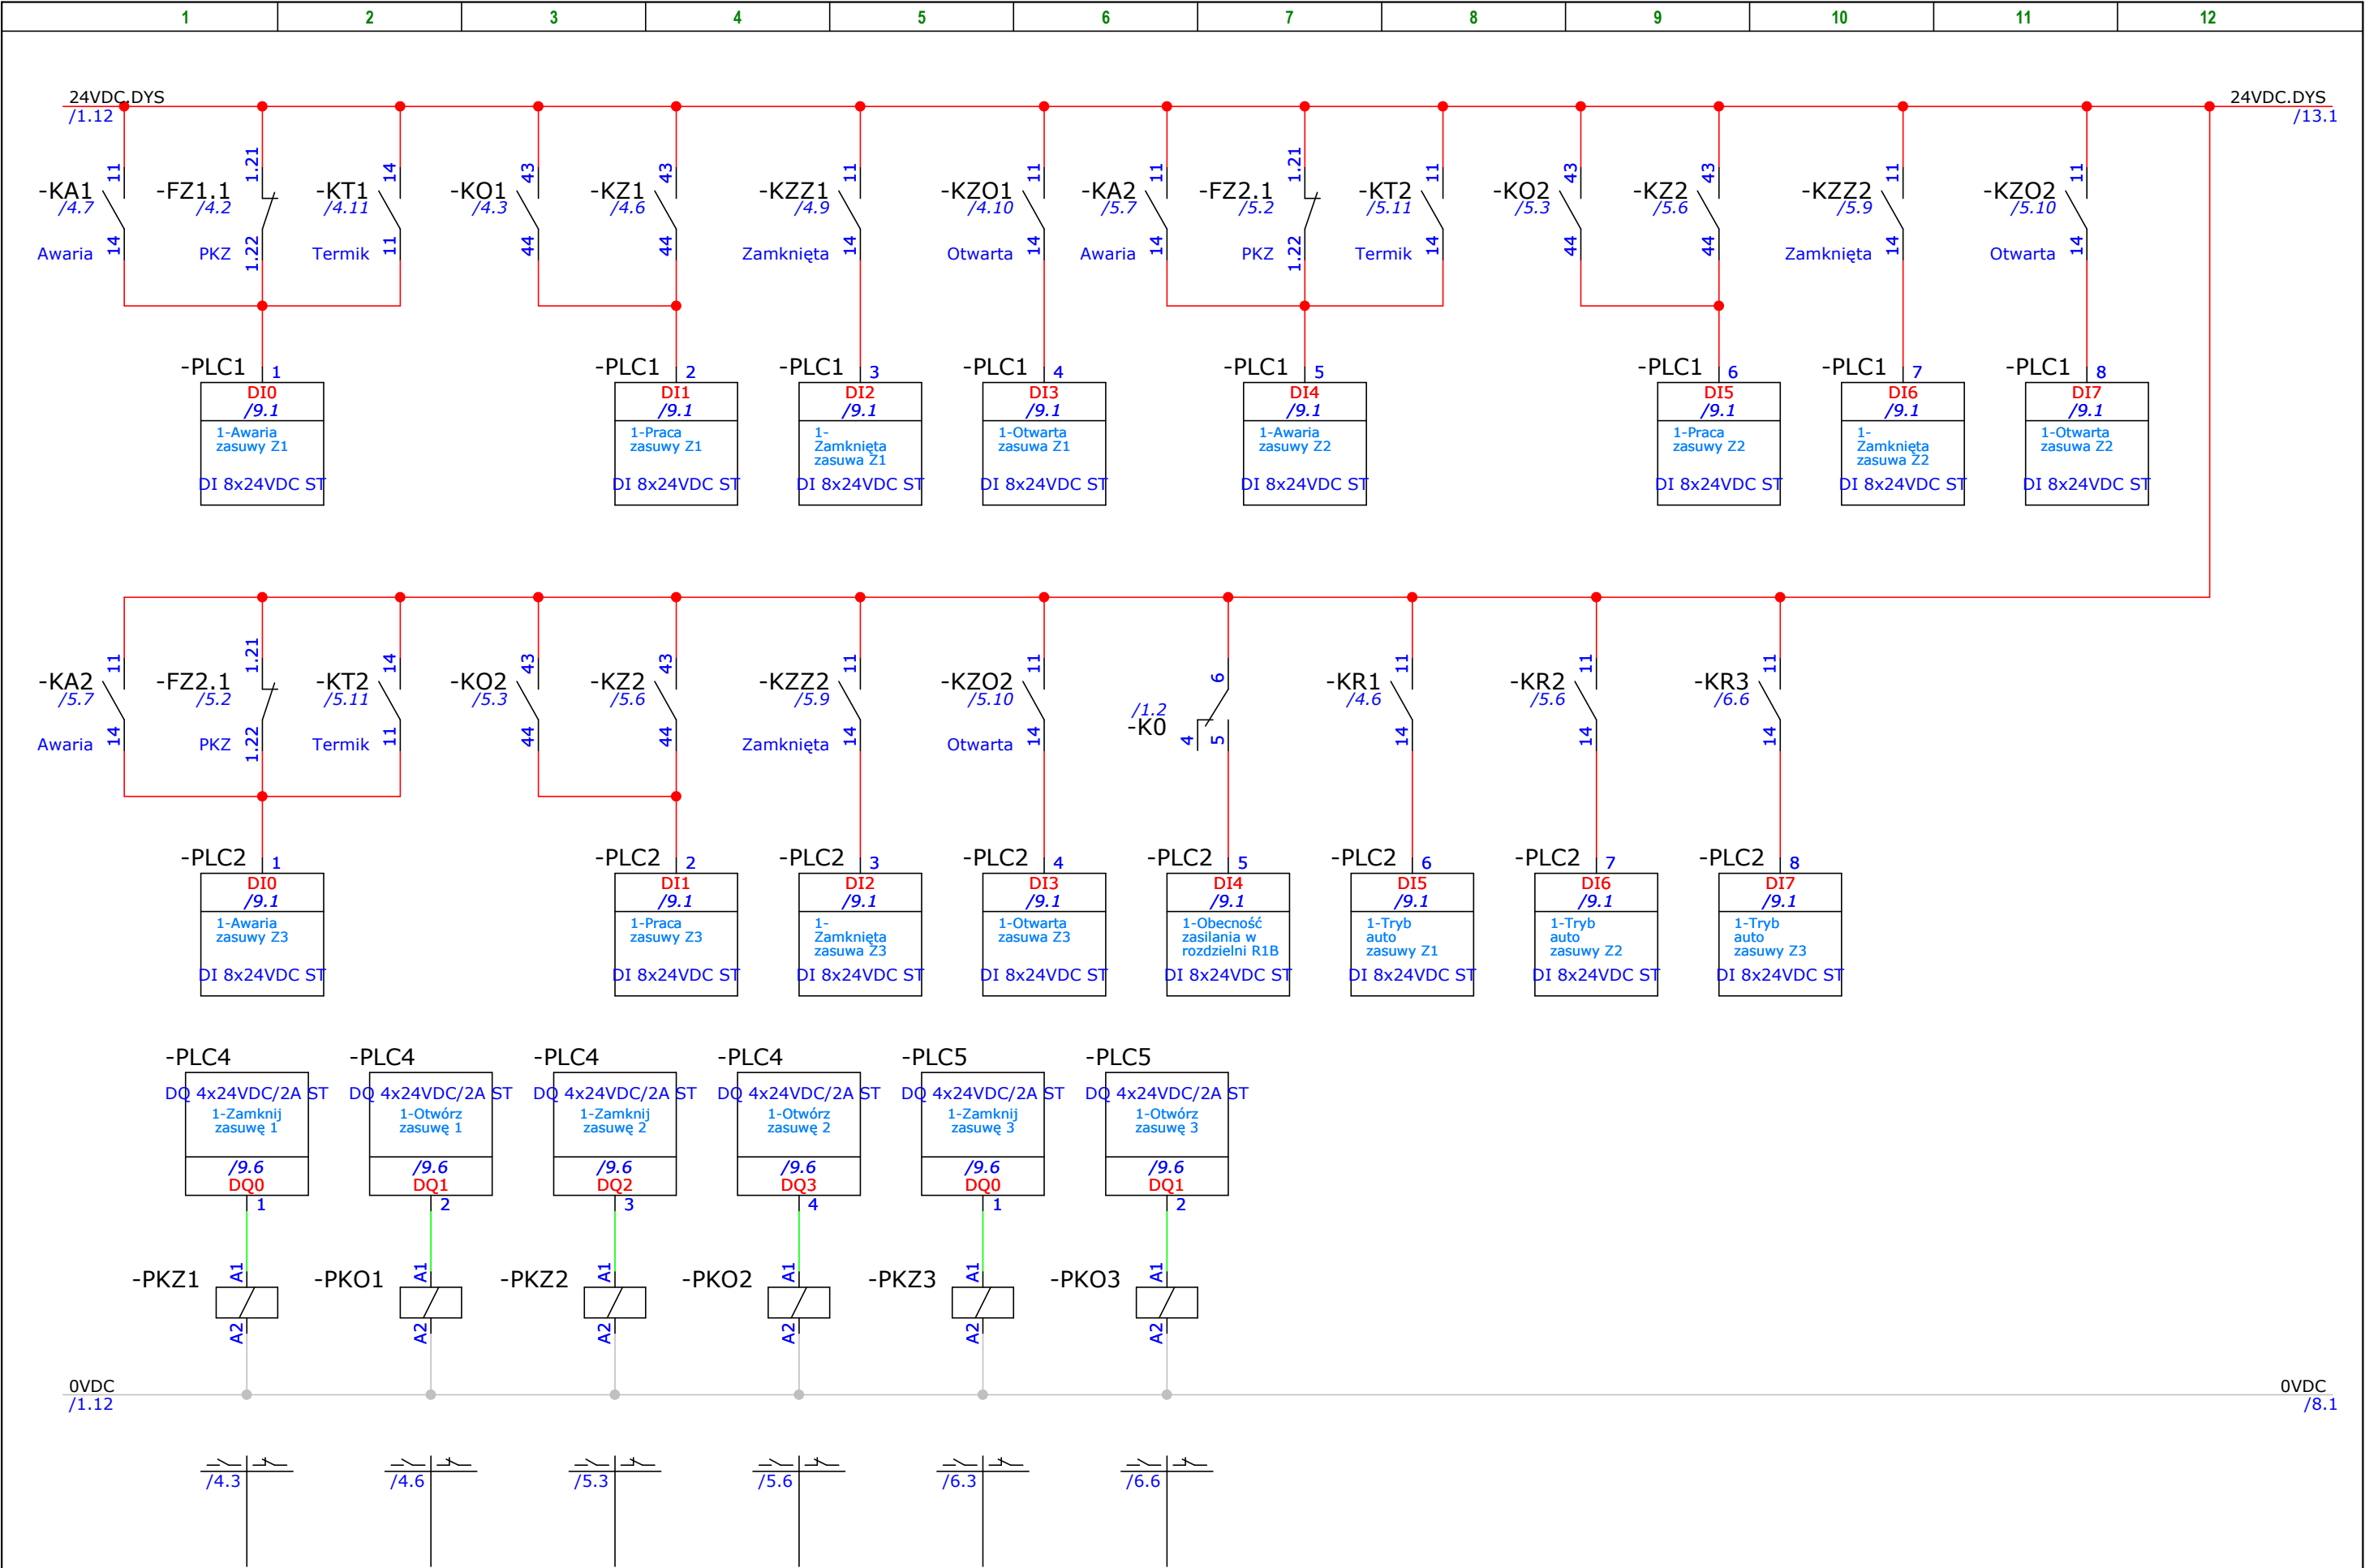 1 2 3 4 5 6 7 8 9 10 11 12
24VDC.DYS
/1.12
24VDC.DYS
/13.1
-KA1
/4.7
11
14
Awaria
-FZ1.1
/4.2
1.21
1.22
PKZ
-KT1
/4.11
14
11
Termik
-KO1
/4.3
43
44
-KZ1
/4.6
43
44
-KZZ1
/4.9
11
14
Zamknięta
-KZO1
/4.10
11
14
Otwarta
-KA2
/5.7
11
14
Awaria
-FZ2.1
/5.2
1.21
1.22
PKZ
-KT2
/5.11
11
14
Termik
-KO2
/5.3
43
44
-KZ2
/5.6
43
44
-KZZ2
/5.9
11
14
Zamknięta
-KZO2
/5.10
11
14
Otwarta
-PLC1 1
DI0
/9.1
1-Awaria
zasuwy Z1
DI 8x24VDC ST
-PLC1 2
DI1
/9.1
1-Praca
zasuwy Z1
DI 8x24VDC ST
-PLC1 3
DI2
/9.1
1-
Zamknięta
zasuwa Z1
DI 8x24VDC ST
-PLC1 4
DI3
/9.1
1-Otwarta
zasuwa Z1
DI 8x24VDC ST
-PLC1 5
DI4
/9.1
1-Awaria
zasuwy Z2
DI 8x24VDC ST
-PLC1 6
DI5
/9.1
1-Praca
zasuwy Z2
DI 8x24VDC ST
-PLC1 7
DI6
/9.1
1-
Zamknięta
zasuwa Z2
DI 8x24VDC ST
-PLC1 8
DI7
/9.1
1-Otwarta
zasuwa Z2
DI 8x24VDC ST
-KA2
/5.7
11
14
Awaria
-FZ2.1
/5.2
1.21
1.22
PKZ
-KT2
/5.11
14
11
Termik
-KO2
/5.3
43
44
-KZ2
/5.6
43
44
-KZZ2
/5.9
11
14
Zamknięta
-KZO2
/5.10
11
14
Otwarta
/1.2
-K0
6
4
5
-KR1
/4.6
11
14
-KR2
/5.6
11
14
-KR3
/6.6
11
14
-PLC2 1
DI0
/9.1
1-Awaria
zasuwy Z3
DI 8x24VDC ST
-PLC2 2
DI1
/9.1
1-Praca
zasuwy Z3
DI 8x24VDC ST
-PLC2 3
DI2
/9.1
1-
Zamknięta
zasuwa Z3
DI 8x24VDC ST
-PLC2 4
DI3
/9.1
1-Otwarta
zasuwa Z3
DI 8x24VDC ST
-PLC2 5
DI4
/9.1
1-Obecność
zasilania w
rozdzielni R1B
DI 8x24VDC ST
-PLC2 6
DI5
/9.1
1-Tryb
auto
zasuwy Z1
DI 8x24VDC ST
-PLC2 7
DI6
/9.1
1-Tryb
auto
zasuwy Z2
DI 8x24VDC ST
-PLC2 8
DI7
/9.1
1-Tryb
auto
zasuwy Z3
DI 8x24VDC ST
-PLC4
DQ 4x24VDC/2A ST
1-Zamknij
zasuwę 1
/9.6
DQ0
1
-PLC4
DQ 4x24VDC/2A ST
1-Otwórz
zasuwę 1
/9.6
DQ1
2
-PLC4
DQ 4x24VDC/2A ST
1-Zamknij
zasuwę 2
/9.6
DQ2
3
-PLC4
DQ 4x24VDC/2A ST
1-Otwórz
zasuwę 2
/9.6
DQ3
4
-PLC5
DQ 4x24VDC/2A ST
1-Zamknij
zasuwę 3
/9.6
DQ0
1
-PLC5
DQ 4x24VDC/2A ST
1-Otwórz
zasuwę 3
/9.6
DQ1
2
-PKZ1
A1
A2
-PKO1
A1
A2
-PKZ2
A1
A2
-PKO2
A1
A2
-PKZ3
A1
A2
-PKO3
A1
A2
0VDC
/1.12
0VDC
/8.1
/4.3
/4.6
/5.3
/5.6
/6.3
/6.6